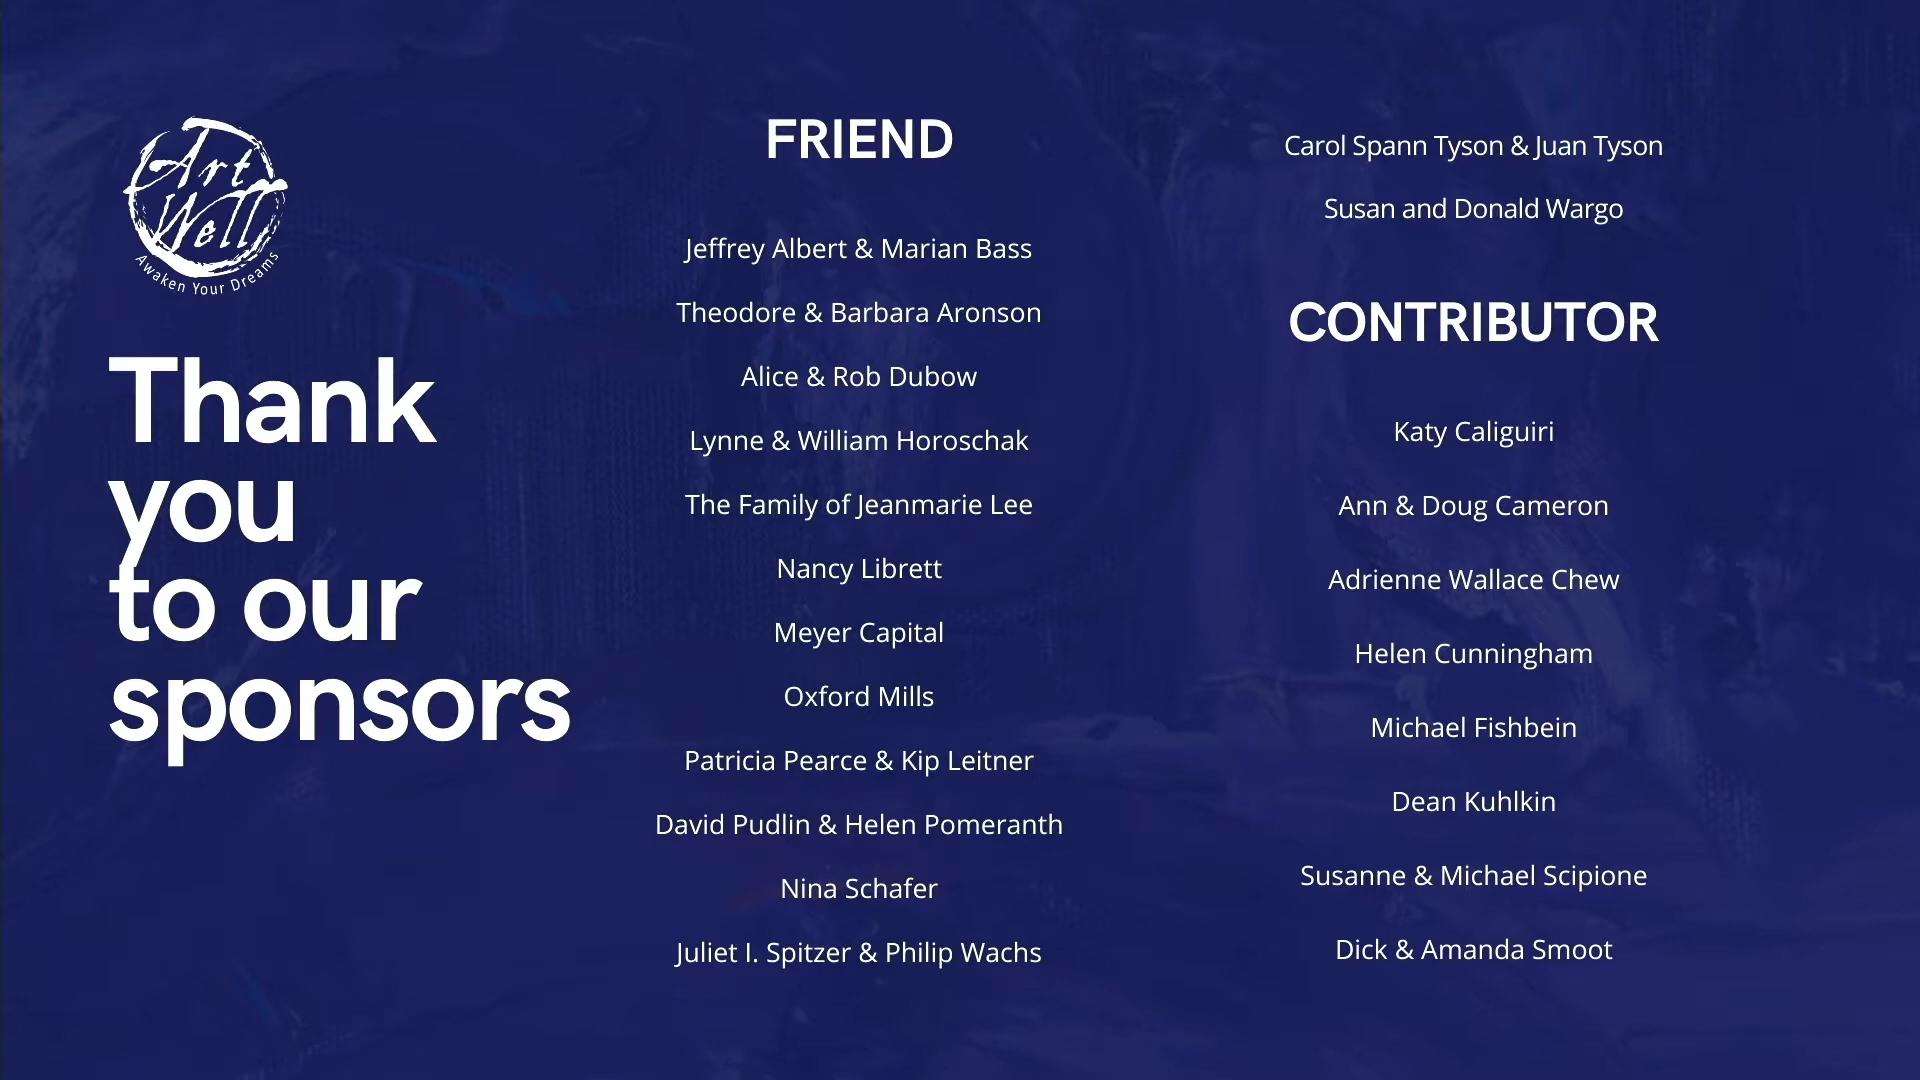 Art
Well
Awaken Your Dreams
Thank
you
to our
sponsors
FRIEND
Jeffrey Albert & Marian Bass
Theodore & Barbara Aronson
Alice & Rob Dubow
Lynne & William Horoschak
The Family of Jeanmarie Lee
Nancy Librett
Meyer Capital
Oxford Mills
Patricia Pearce & Kip Leitner
David Pudlin & Helen Pomeranth
Nina Schafer
Juliet I. Spitzer & Philip Wachs
Carol Spann Tyson & Juan Tyson
Susan and Donald Wargo
CONTRIBUTOR
Katy Caliguiri
Ann & Doug Cameron
Adrienne Wallace Chew
Helen Cunningham
Michael Fishbein
Dean Kuhlkin
Susanne & Michael Scipione
Dick & Amanda Smoot